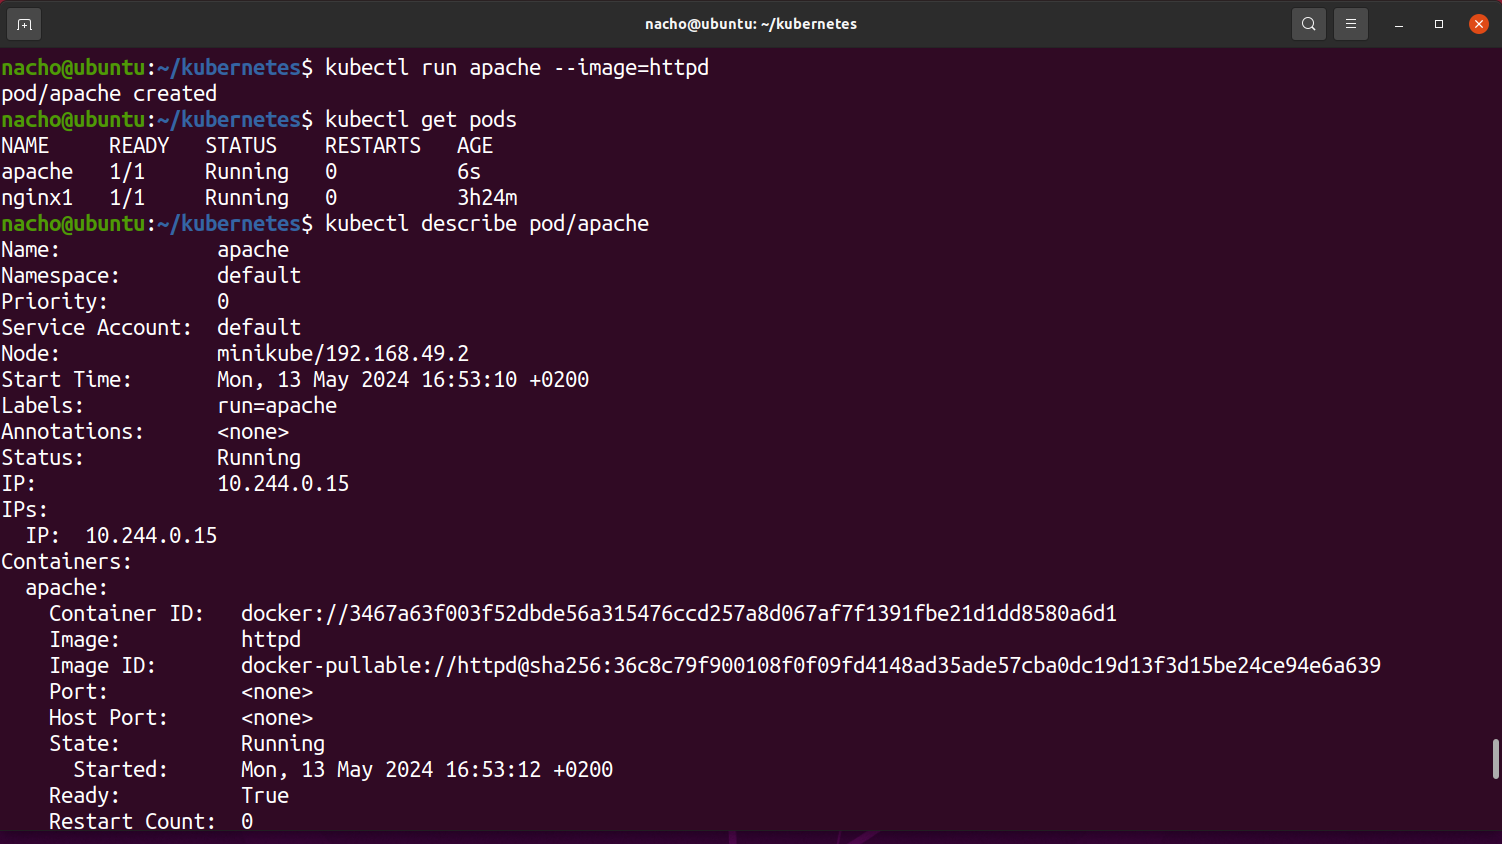 nacho@ubuntu: ~/kubernetes
nacho@ubuntu:~/kubernetes$ kubectl run apache --image=httpd
pod/apache created
nacho@ubuntu:~/kubernetes$ kubectl get pods
NAME     READY   STATUS    RESTARTS   AGE
apache   1/1     Running   0          6s
nginx1   1/1     Running   0          3h24m
nacho@ubuntu:~/kubernetes$ kubectl describe pod/apache
Name:             apache
Namespace:        default
Priority:         0
Service Account:  default
Node:             minikube/192.168.49.2
Start Time:       Mon, 13 May 2024 16:53:10 +0200
Labels:           run=apache
Annotations:      <none>
Status:           Running
IP:               10.244.0.15
IPs:
  IP:  10.244.0.15
Containers:
  apache:
    Container ID:   docker://3467a63f003f52dbde56a315476ccd257a8d067af7f1391fbe21d1dd8580a6d1
    Image:          httpd
    Image ID:       docker-pullable://httpd@sha256:36c8c79f900108f0f09fd4148ad35ade57cba0dc19d13f3d15be24ce94e6a639
    Port:           <none>
    Host Port:      <none>
    State:          Running
      Started:      Mon, 13 May 2024 16:53:12 +0200
    Ready:          True
    Restart Count:  0